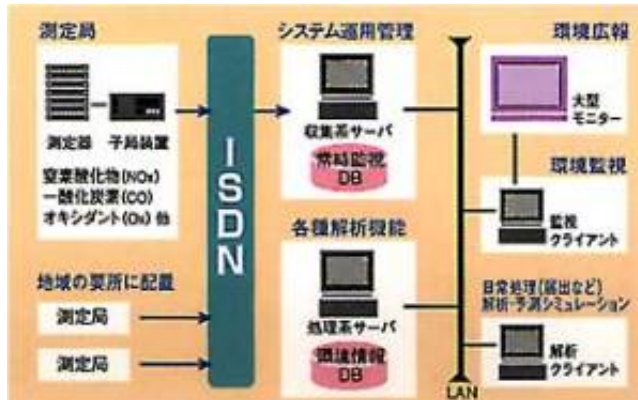 測定局
測定器
子局装置
窒素酸化物(NOx)
一酸化炭素(CO)
オキシダント(Ox) 他
地域の要所に配置
測定局
測定局
ISDN
システム運用管理
収集系サーバ
常時監視
DB
各種解析機能
処理系サーバ
環境情報
DB
LAN
環境広報
大型
モニター
環境監視
監視
クライアント
日常処理(届出など)
解析・予測シミュレーション
解析
クライアント